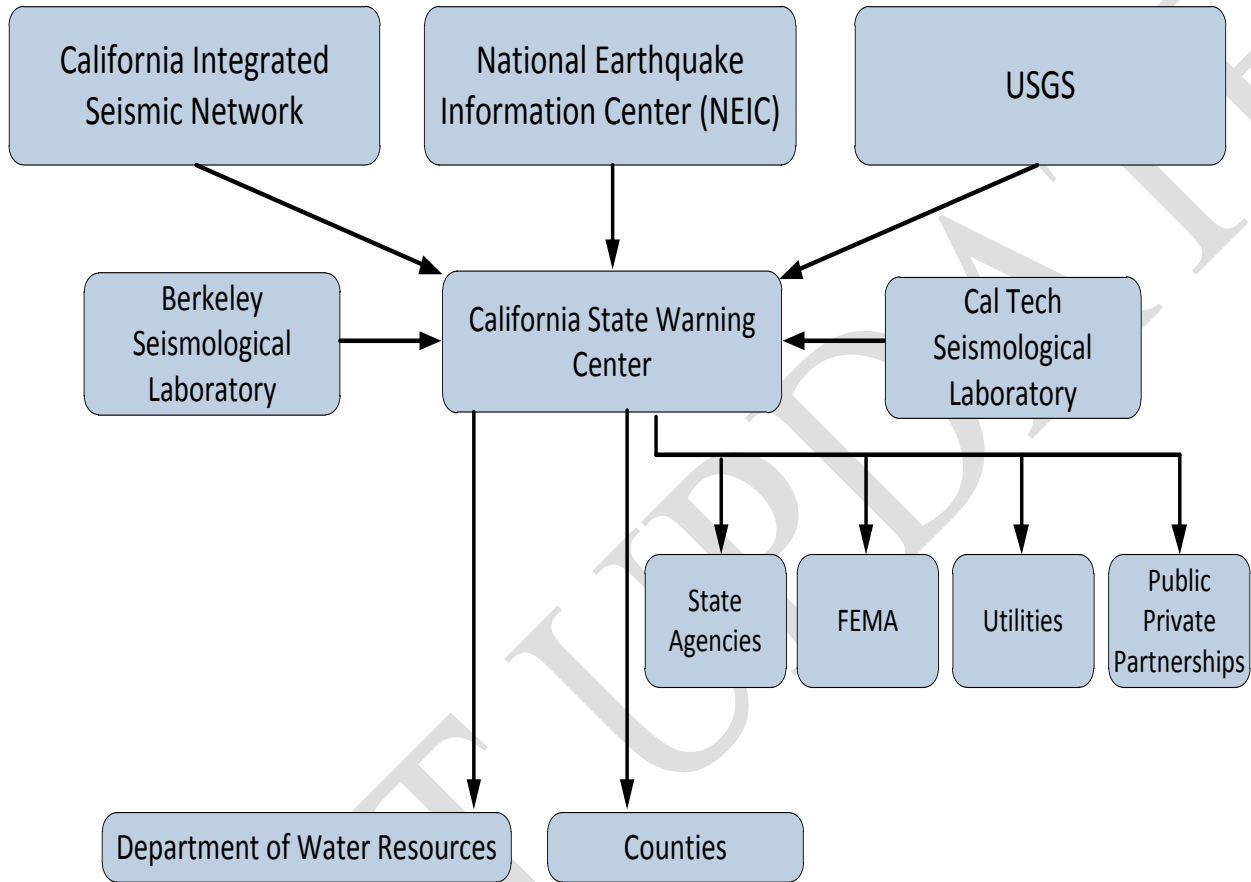 California Integrated
Seismic Network
National Earthquake
Information Center (NEIC)
USGS
Berkeley
Seismological
Laboratory
California State Warning
Center
Cal Tech
Seismological
Laboratory
State
Agencies
FEMA
Utilities
Public
Private
Partnerships
Department of Water Resources
Counties